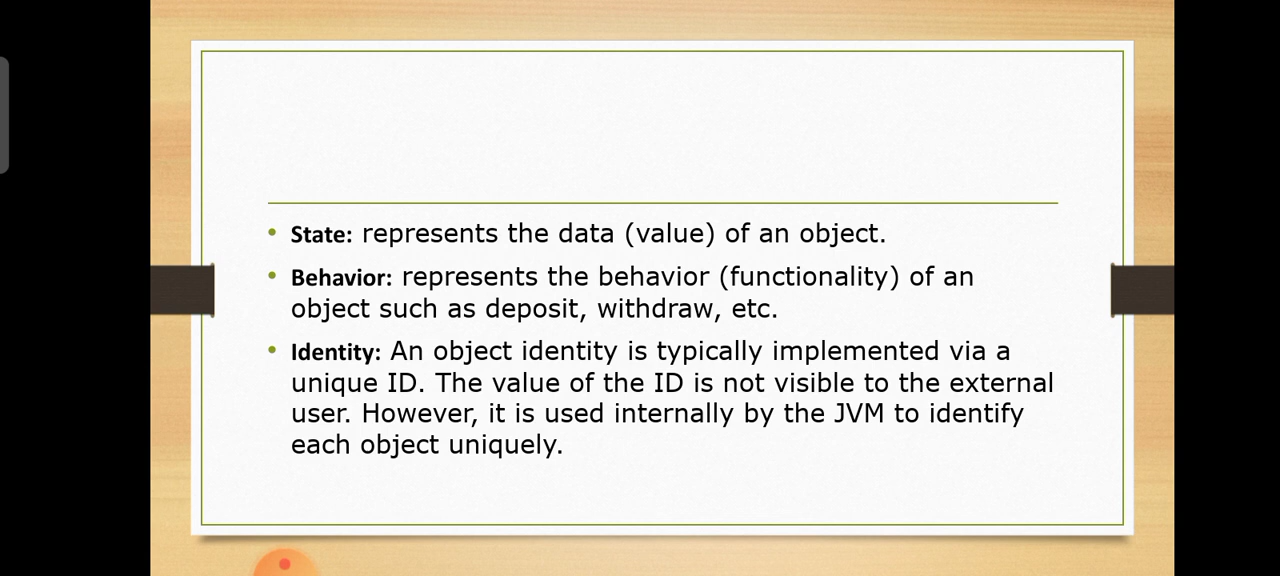 • State: represents the data (value) of an object.
• Behavior: represents the behavior (functionality) of an
object such as deposit, withdraw, etc.
• Identity: An object identity is typically implemented via a
unique ID. The value of the ID is not visible to the external
user. However, it is used internally by the JVM to identify
each object uniquely.